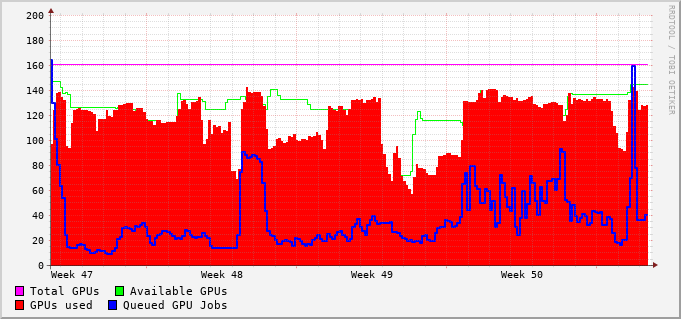 200
180
160
140
120
100
80
60
40
20
0
Week 47 Week 48 Week 49 Week 50
Total GPUs Available GPUs
GPUs used Queued GPU Jobs
RRDTOOL / TOBI OETIKER